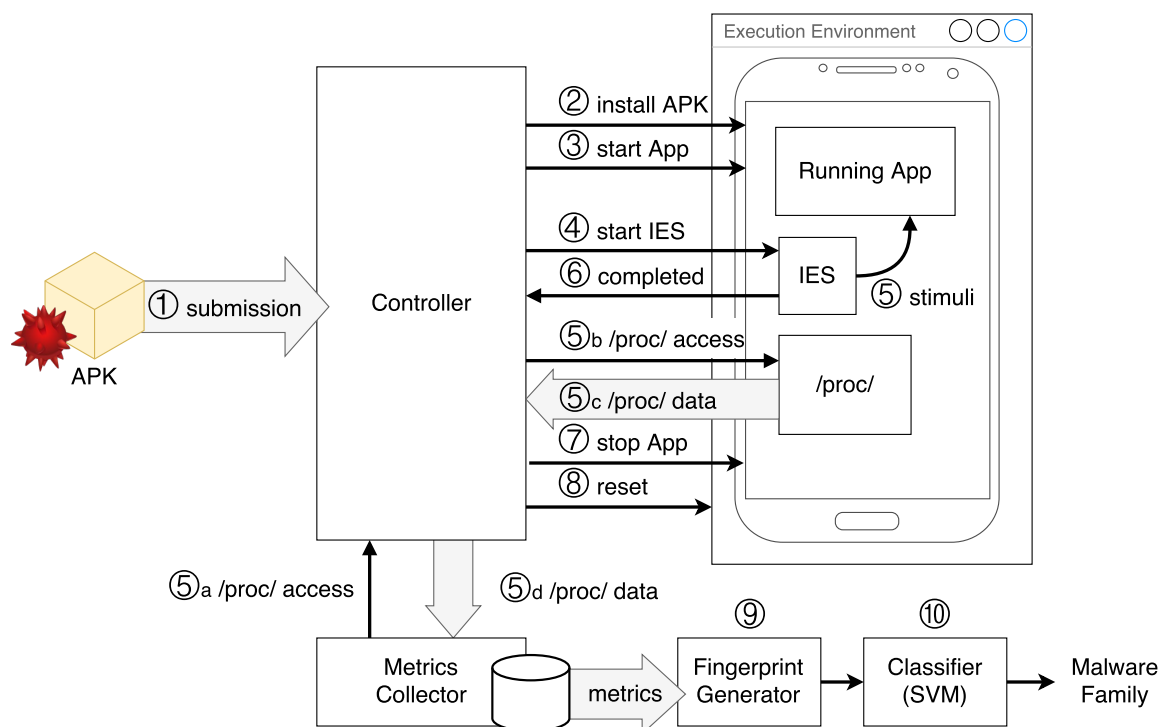 Execution Environment
② install APK
③ start App
Running App
④ start IES
⑥ completed
IES
⑤ stimuli
① submission
APK
Controller
⑤b /proc/ access
⑤c /proc/ data
/proc/
⑦ stop App
⑧ reset
⑤a /proc/ access
⑤d /proc/ data
Metrics
Collector
metrics
⑨
Fingerprint
Generator
⑩
Classifier
(SVM)
Malware
Family